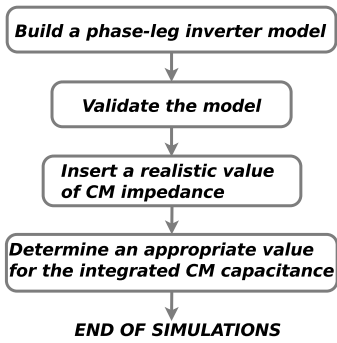 Build a phase-leg inverter model
Validate the model
Insert a realistic value
of CM impedance
Determine an appropriate value
for the integrated CM capacitance
END OF SIMULATIONS